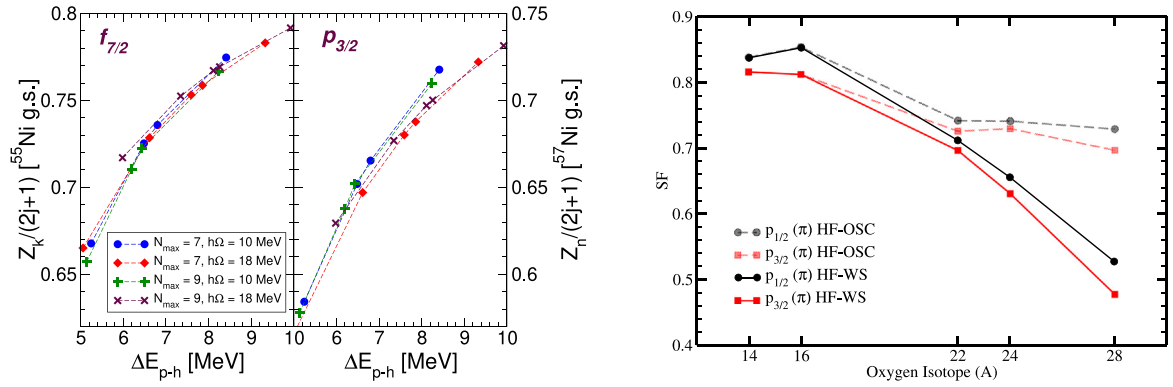 f7/2
p3/2
Zk/(2j+1) [55Ni g.s.]
0.8
0.75
0.7
0.65
Nmax = 7, hΩ = 10 MeV
Nmax = 7, hΩ = 18 MeV
Nmax = 9, hΩ = 10 MeV
Nmax = 9, hΩ = 18 MeV
5 6 7 8 9 10
ΔEp-h [MeV]
6 7 8 9 10
ΔEp-h [MeV]
0.75
0.7
0.65
0.6
Zn/(2j+1) [57Ni g.s.]
SF
0.9
0.8
0.7
0.6
0.5
0.4
p1/2 (π) HF-OSC
p3/2 (π) HF-OSC
p1/2 (π) HF-WS
p3/2 (π) HF-WS
14 16 22 24 28
Oxygen Isotope (A)